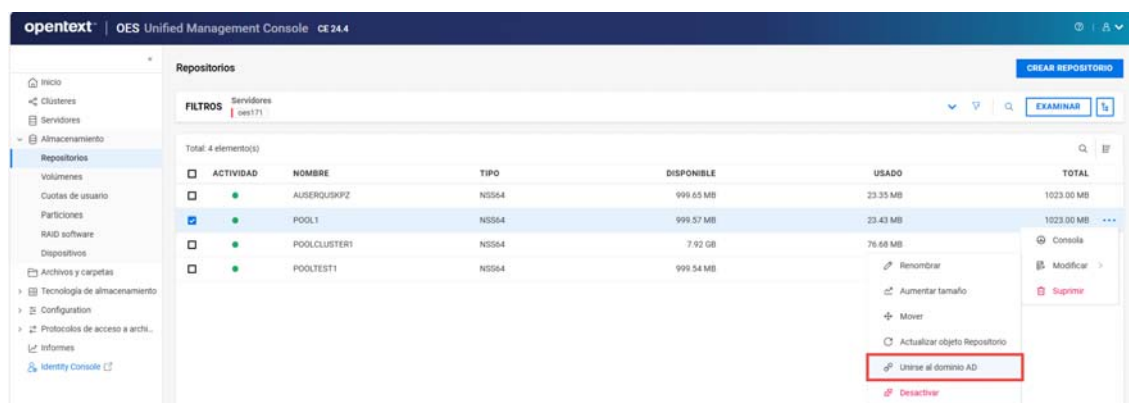 opentext™ | OES Unified Management Console CE 24.4
Inicio
Clústeres
Servidores
Almacenamiento
Repositorios
Volúmenes
Cuotas de usuario
Particiones
RAID software
Dispositivos
Archivos y carpetas
Tecnología de almacenamiento
Configuration
Protocolos de acceso a archi...
Informes
Identity Console
Repositorios
CREAR REPOSITORIO
FILTROS Servidores
oes171
EXAMINAR
Total: 4 elemento(s)
ACTIVIDAD NOMBRE TIPO DISPONIBLE USADO TOTAL
AUSERQUSKPZ NSS64 999.65 MB 23.35 MB 1023.00 MB
POOL1 NSS64 999.57 MB 23.43 MB 1023.00 MB
POOLCLUSTER1 NSS64 7.92 GB 76.68 MB
POOLTEST1 NSS64 999.54 MB
Consola
Modificar
Suprimir
Renombrar
Aumentar tamaño
Mover
Actualizar objeto Repositorio
Unirse al dominio AD
Desactivar